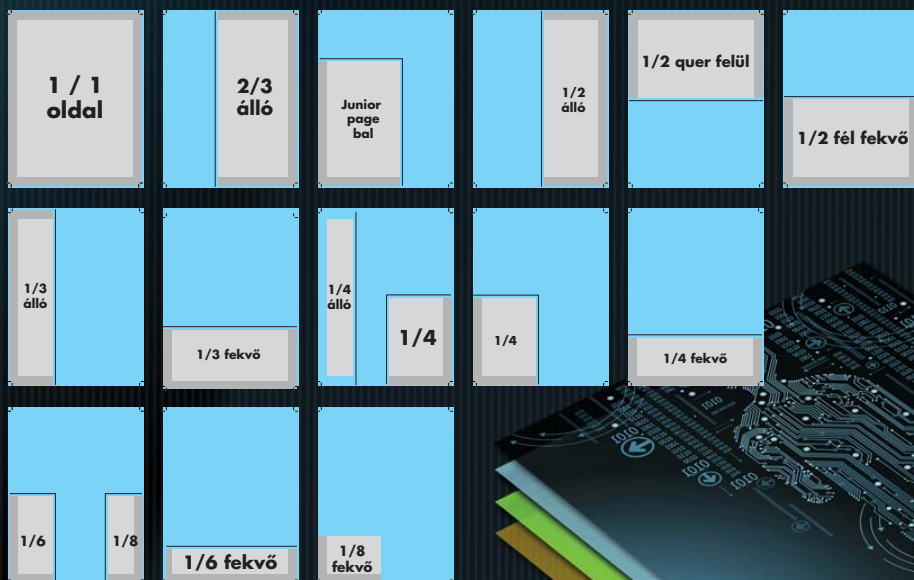 1 / 1
oldal
2/3
álló
Junior
page
bal
1/2
álló
1/2 quer felül
1/2 fél fekvő
1/3
álló
1/3 fekvő
1/4
álló
1/4
1/4
1/4 fekvő
1/6
1/8
1/6 fekvő
1/8
fekvő